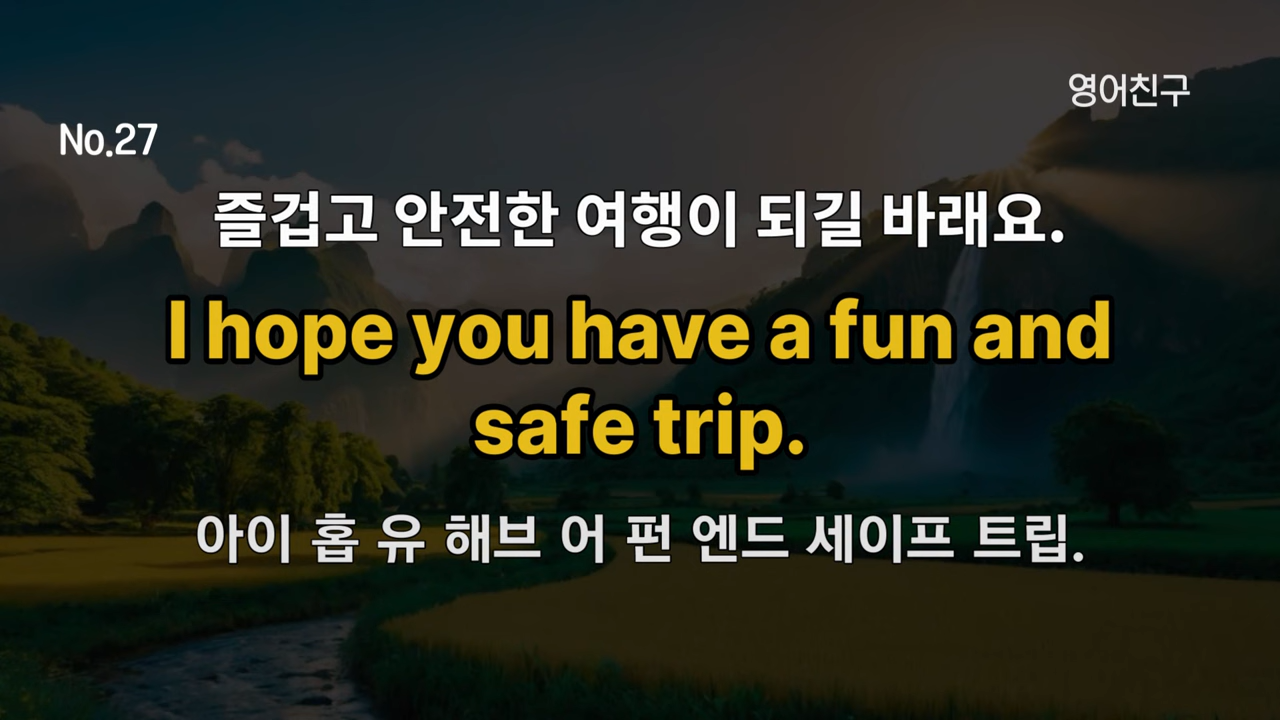 영어친구
No.27
즐겁고 안전한 여행이 되길 바래요.
I hope you have a fun and
safe trip.
아이 홉 유 해브 어 펀 엔드 세이프 트립.